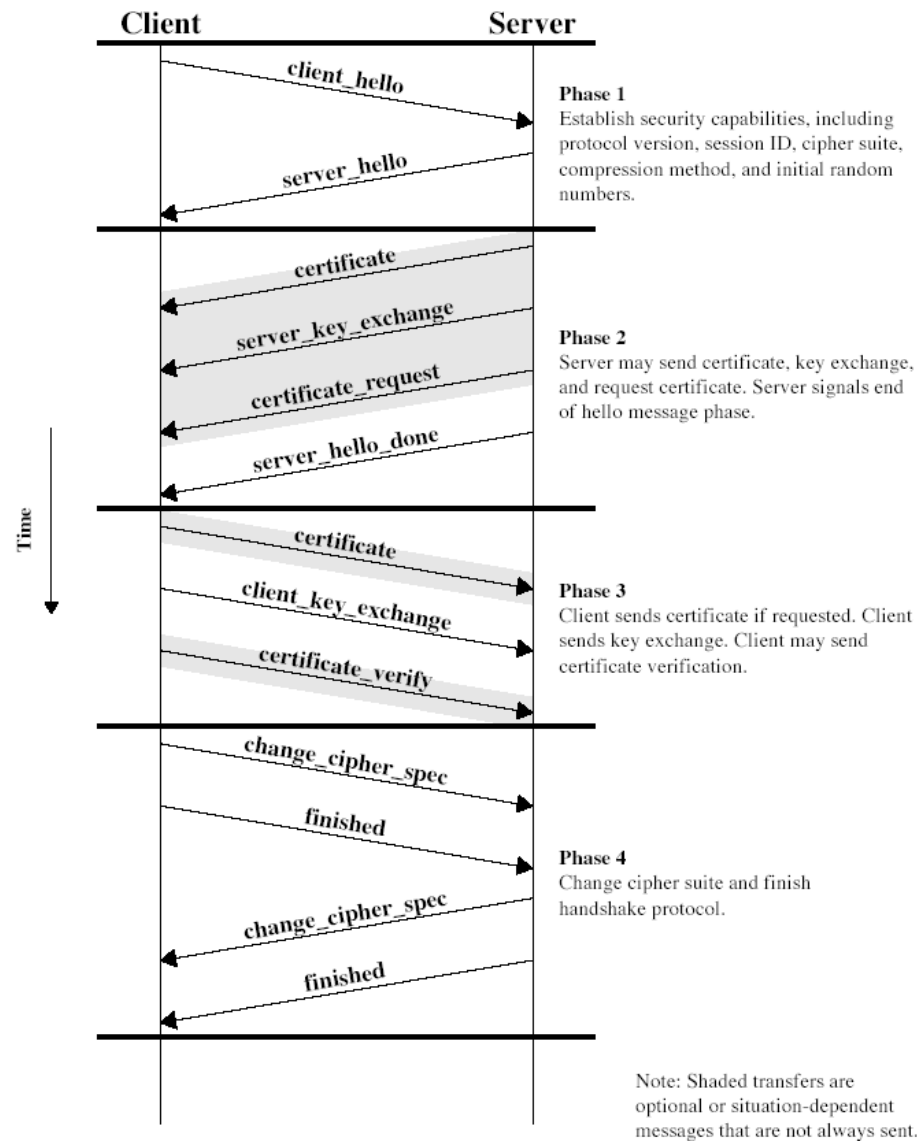 Client
Server
client_hello
server_hello
Phase 1
Establish security capabilities, including
protocol version, session ID, cipher suite,
compression method, and initial random
numbers.
certificate
server_key_exchange
certificate_request
server_hello_done
Phase 2
Server may send certificate, key exchange,
and request certificate. Server signals end
of hello message phase.
Time
certificate
client_key_exchange
certificate_verify
Phase 3
Client sends certificate if requested. Client
sends key exchange. Client may send
certificate verification.
change_cipher_spec
finished
change_cipher_spec
finished
Phase 4
Change cipher suite and finish
handshake protocol.
Note: Shaded transfers are
optional or situation-dependent
messages that are not always sent.